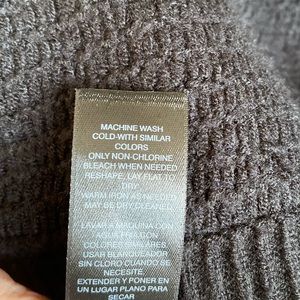 MACHINE WASH
COLD-WITH SIMILAR
COLORS
ONLY NON-CHLORINE
BLEACH WHEN NEEDED
RESHAPE, LAY FLAT TO
DRY
WARM IRON AS NEEDED
MAY BE DRY CLEANED
LAVAR A MAQUINA CON
AGUA FRIA CON
COLORES SIMILARES
USAR BLANQUEADOR
SIN CLORO CUANDO SE
NECESITE
EXTENDER Y PONER EN
UN LUGAR PLANO PARA
SECAR